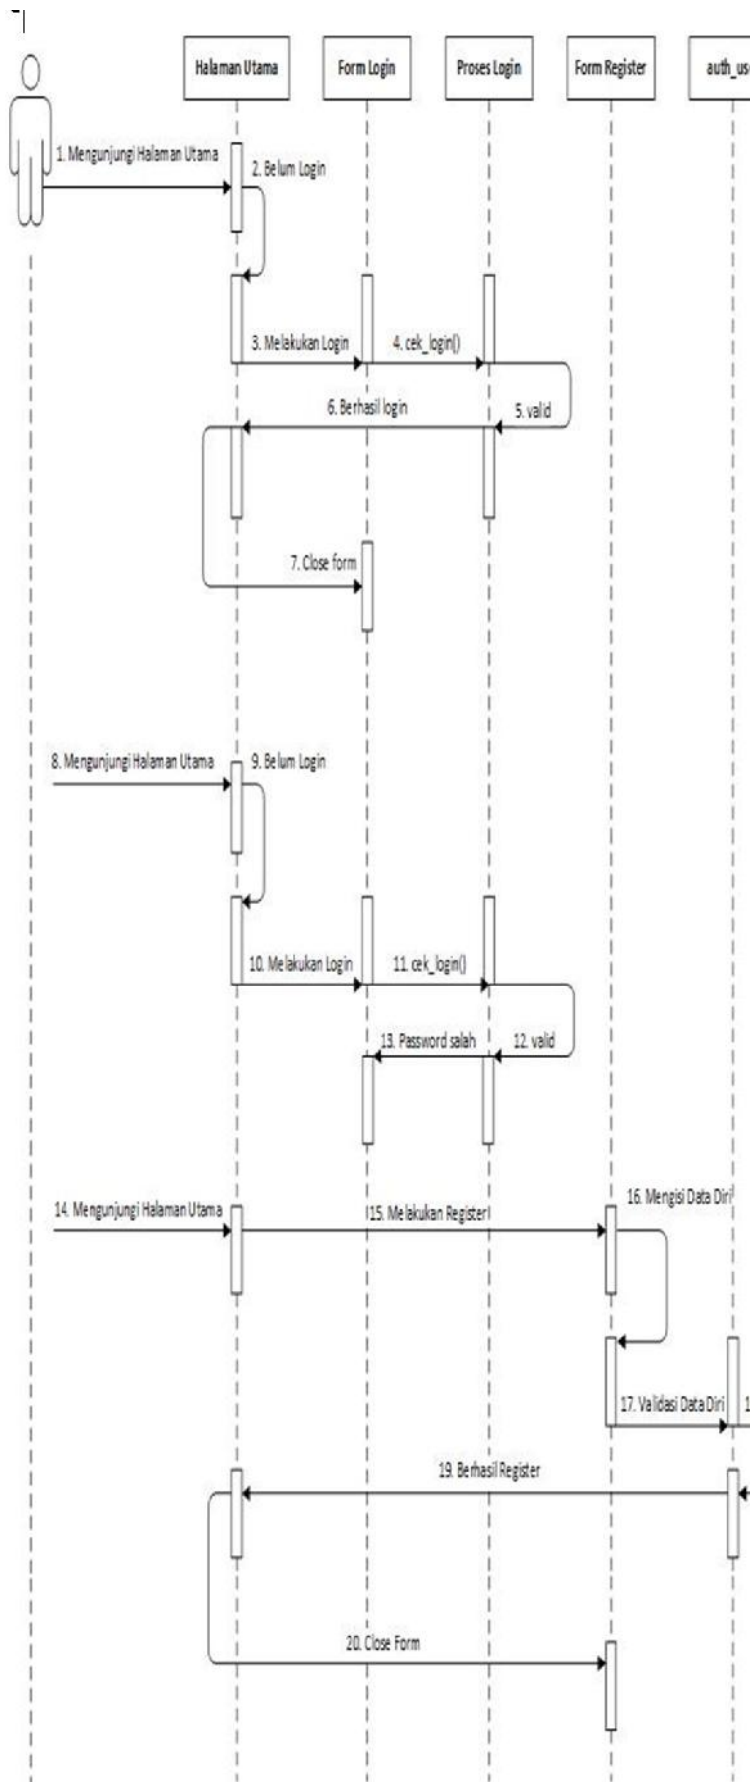 Halaman Utama
Form Login
Proses Login
Form Register
1. Mengunjungi Halaman Utama
2. Belum Login
3. Melakukan Login
4. cek_login()
5. valid
6. Berhasil login
7. Close form
8. Mengunjungi Halaman Utama
9. Belum Login
10. Melakukan Login
11. cek_login()
12. valid
13. Password salah
14. Mengunjungi Halaman Utama
15. Melakukan Register
16. Mengisi Data Diri
17. Validasi Data Diri
19. Berhasil Register
20. Close Form